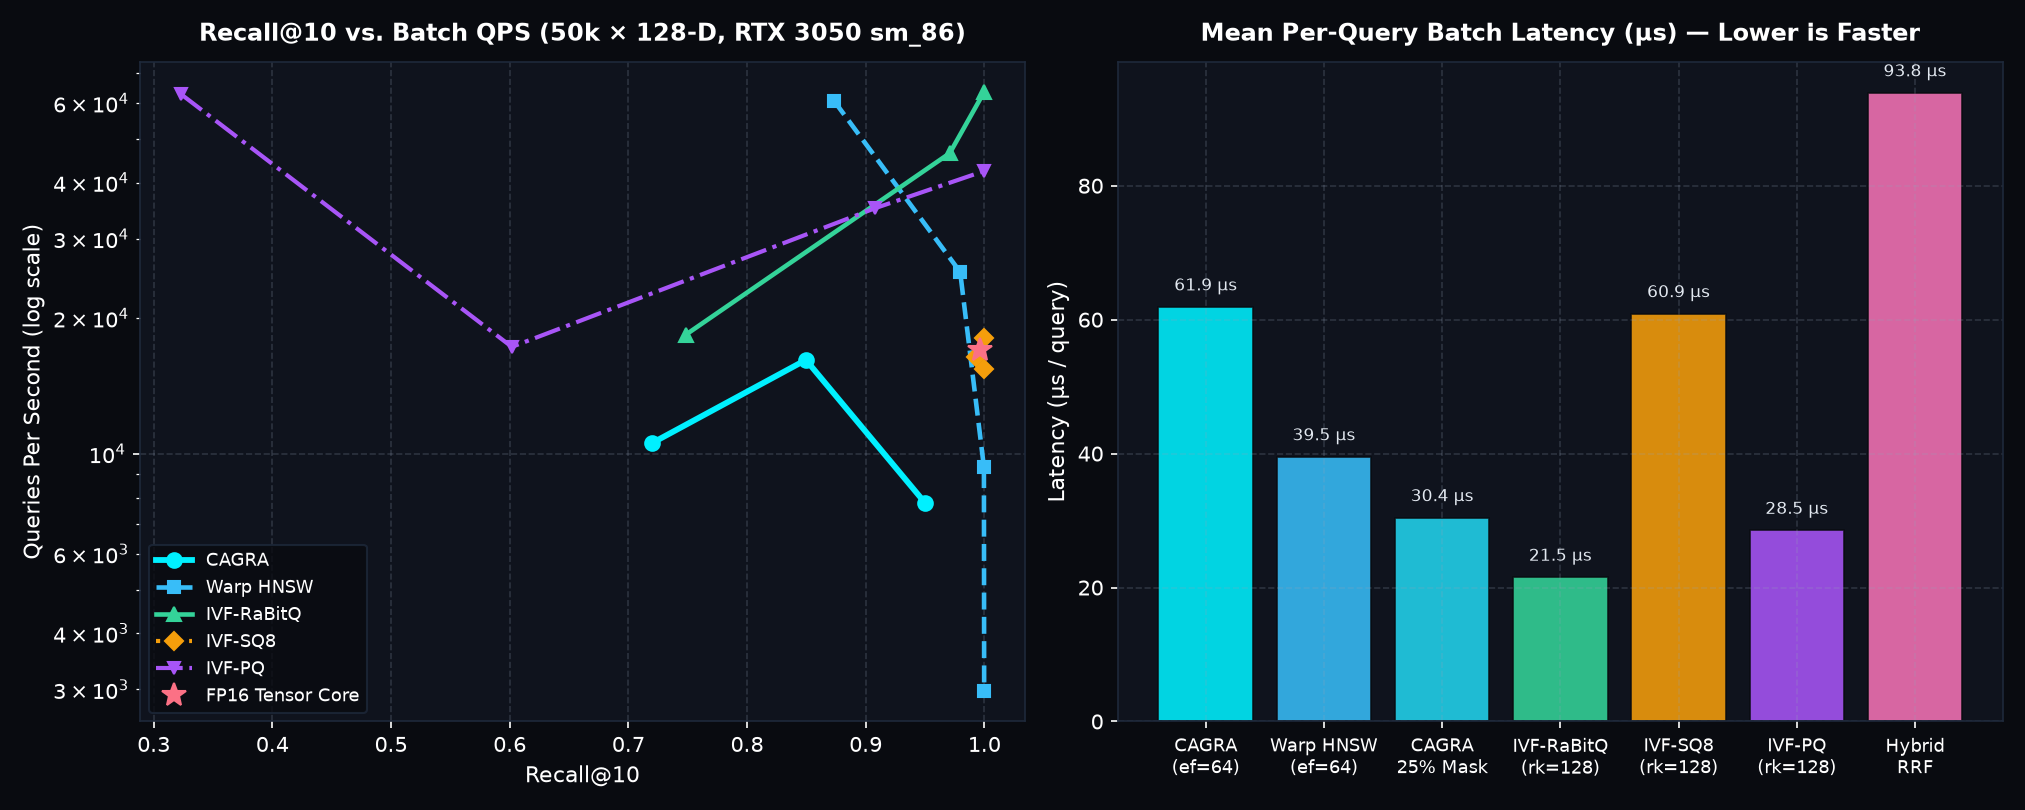 Recall@10 vs. Batch QPS (50k × 128-D, RTX 3050 sm_86)
Queries Per Second (log scale)
6 × 10⁴
4 × 10⁴
3 × 10⁴
2 × 10⁴
10⁴
6 × 10³
4 × 10³
3 × 10³
CAGRA
Warp HNSW
IVF-RaBitQ
IVF-SQ8
IVF-PQ
FP16 Tensor Core
0.3 0.4 0.5 0.6 0.7 0.8 0.9 1.0
Recall@10
Mean Per-Query Batch Latency (µs) — Lower is Faster
Latency (µs / query)
80
60
40
20
0
61.9 µs
39.5 µs
30.4 µs
21.5 µs
60.9 µs
28.5 µs
93.8 µs
CAGRA
(ef=64)
Warp HNSW
(ef=64)
CAGRA
25% Mask
IVF-RaBitQ
(rk=128)
IVF-SQ8
(rk=128)
IVF-PQ
(rk=128)
Hybrid
RRF